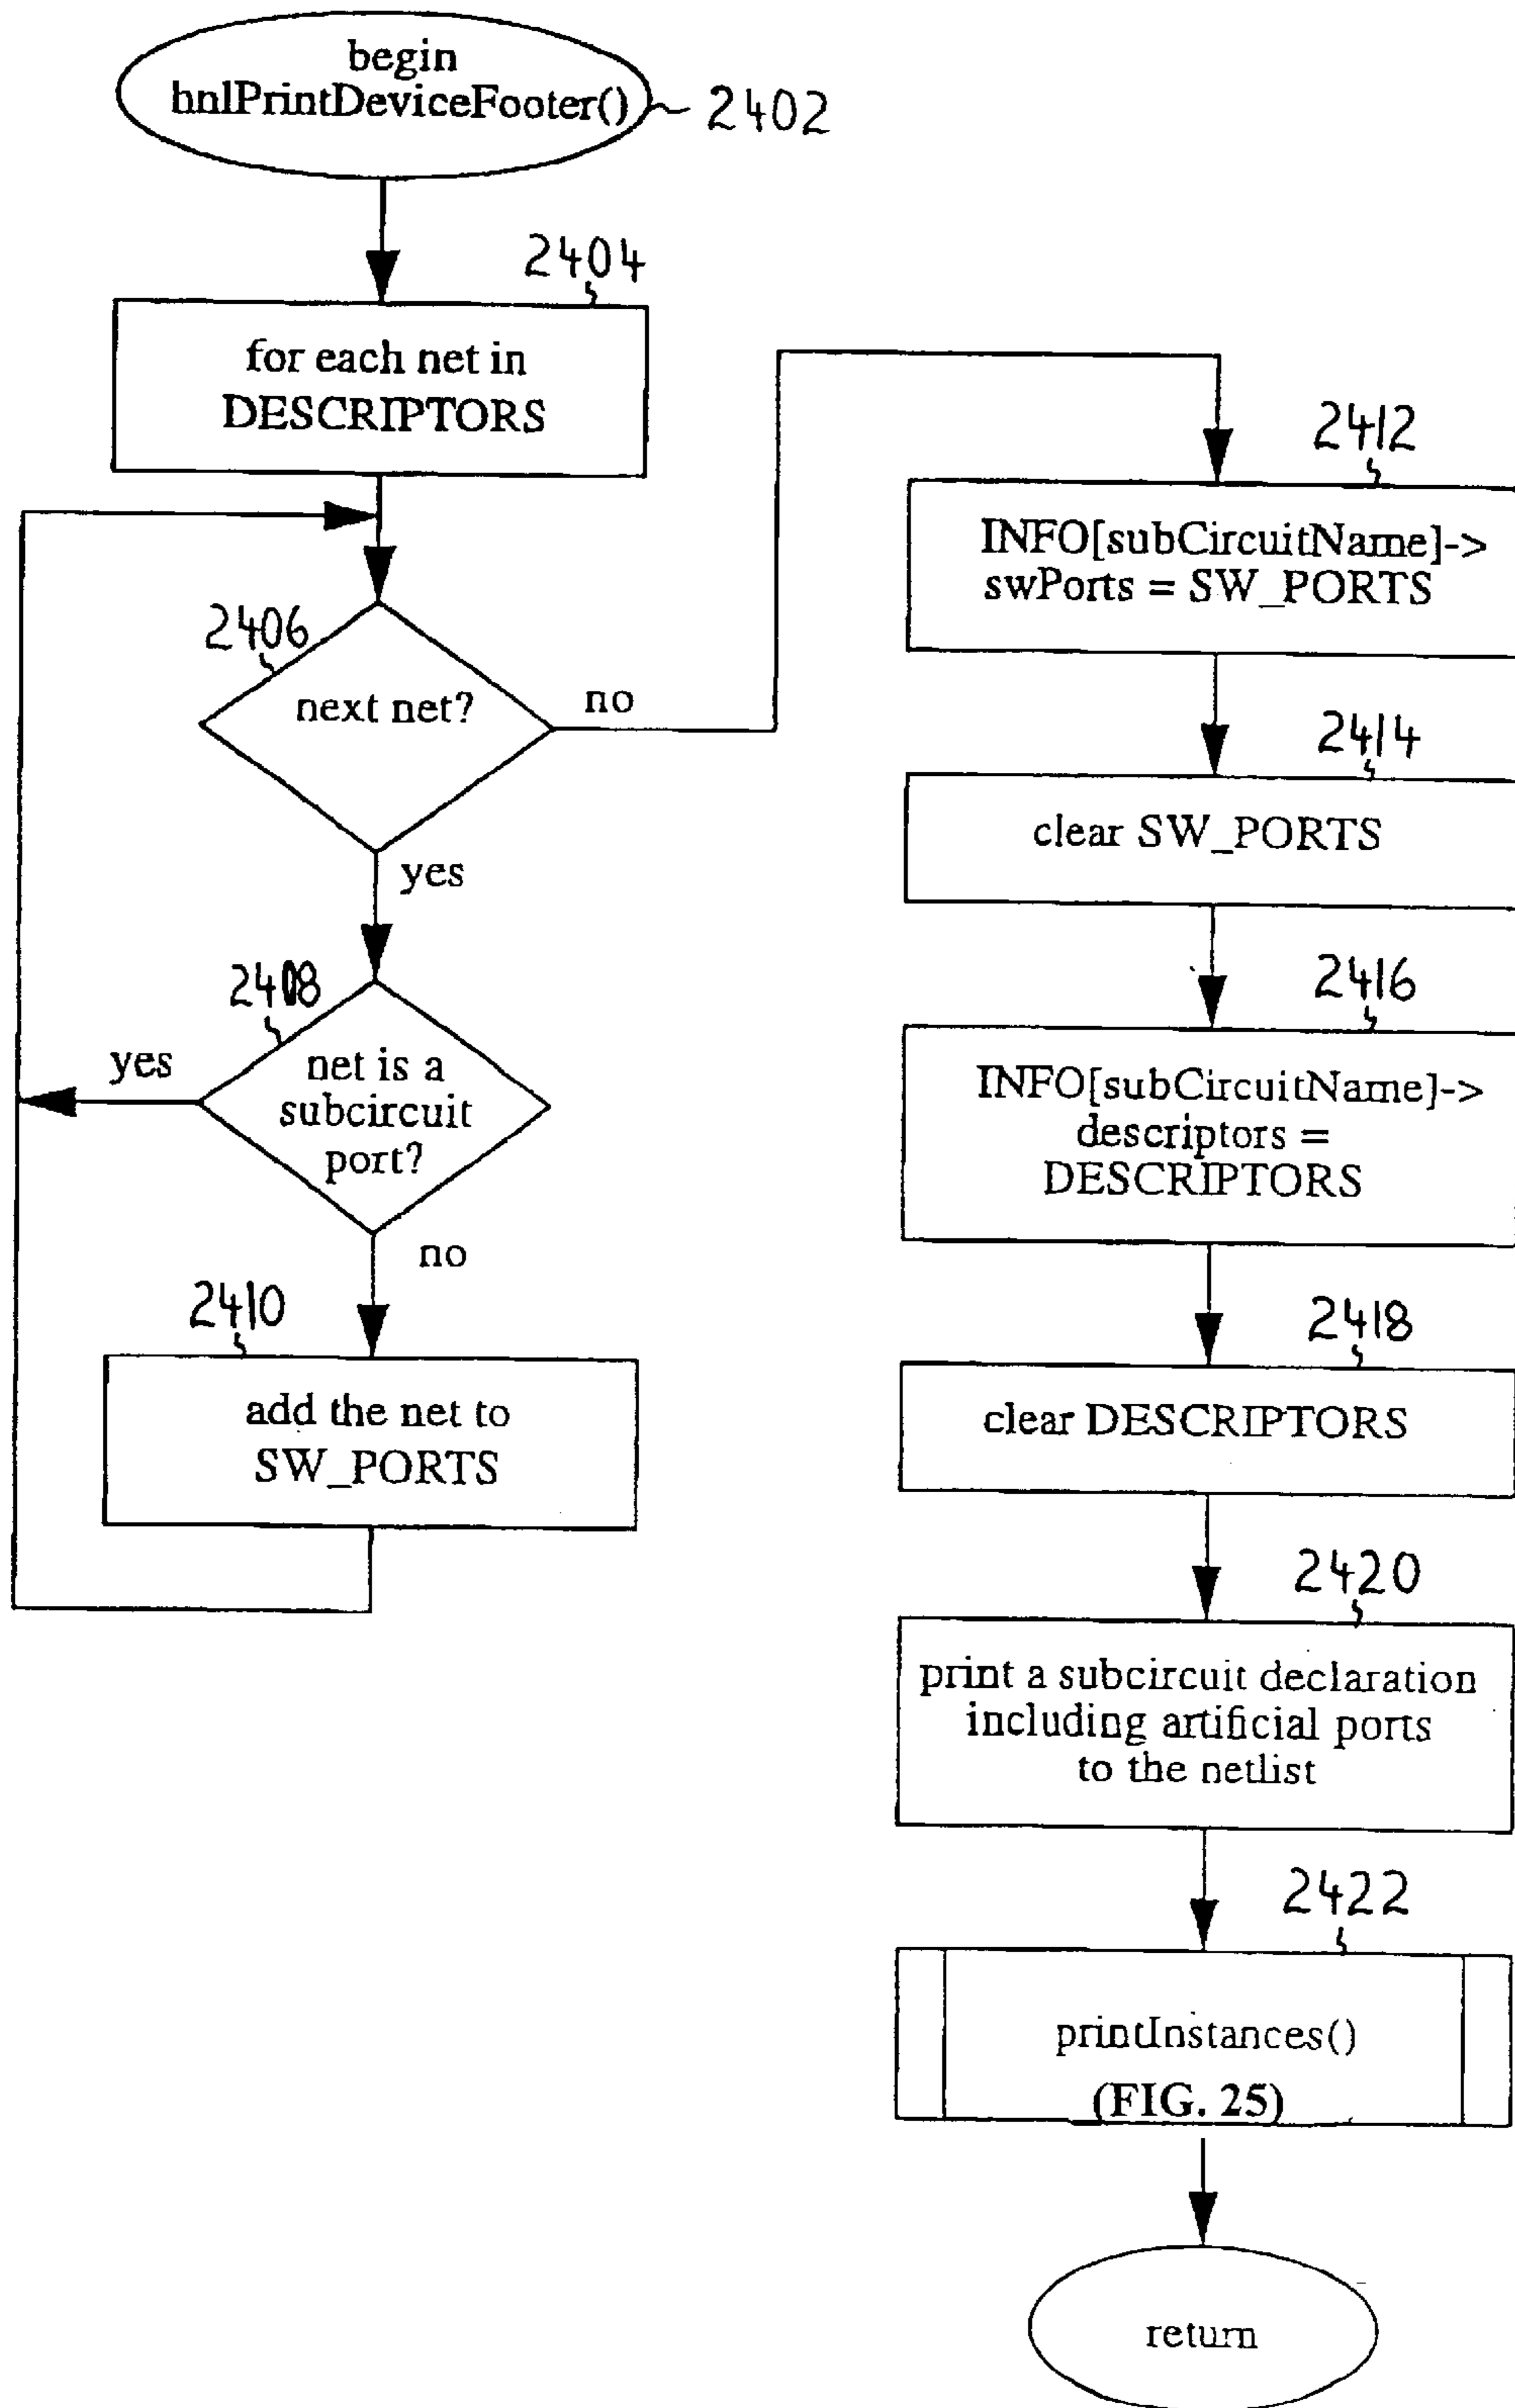 begin
hnlPrintDeviceFooter()
2402
2404
for each net in
DESCRIPTORS
2406
next net?
no
yes
2408
net is a
subcircuit
port?
yes
no
2410
add the net to
SW_PORTS
2412
INFO[subCircuitName]->
swPorts = SW_PORTS
2414
clear SW_PORTS
2416
INFO[subCircuitName]->
descriptors =
DESCRIPTORS
2418
clear DESCRIPTORS
2420
print a subcircuit declaration
including artificial ports
to the netlist
2422
printInstances()
(FIG. 25)
return